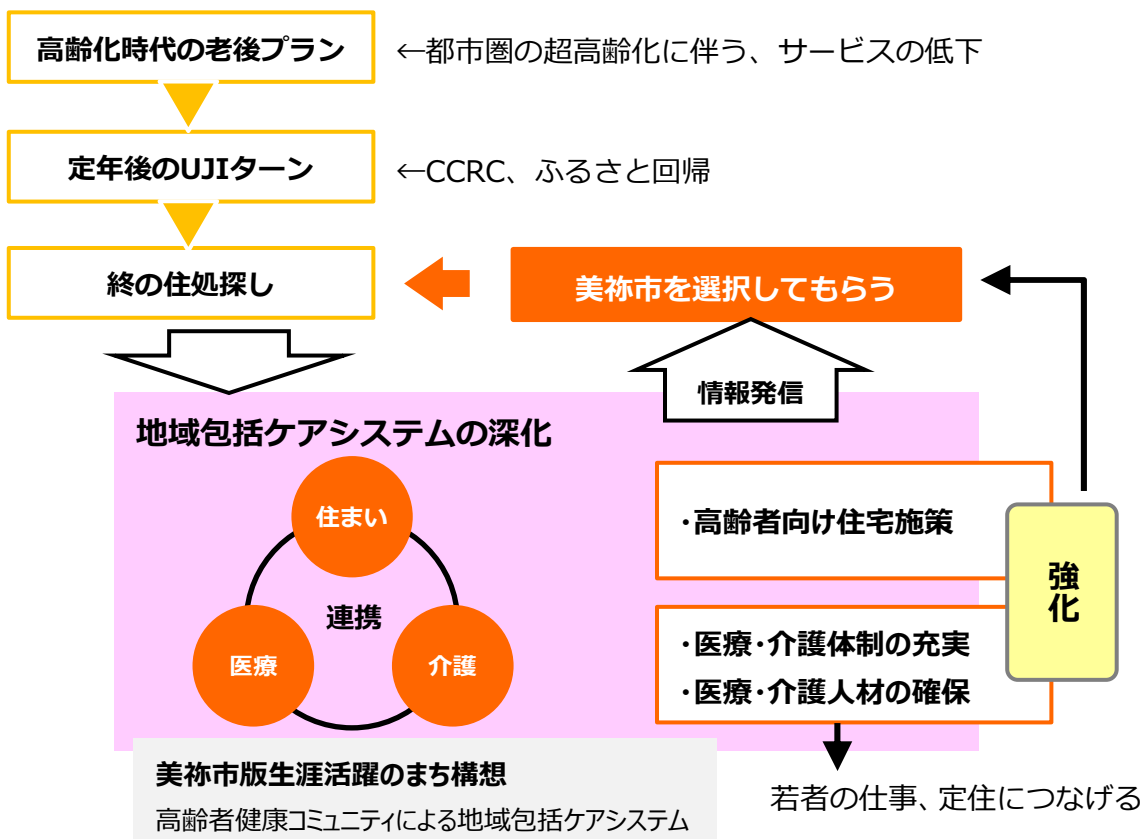 高齢化時代の老後プラン
←都市圏の超高齢化に伴う、サービスの低下
定年後のUJIターン
←CCRC、ふるさと回帰
終の住処探し
美祢市を選択してもらう
情報発信
地域包括ケアシステムの深化
住まい
連携
医療
介護
・高齢者向け住宅施策
・医療・介護体制の充実
・医療・介護人材の確保
強化
美祢市版生涯活躍のまち構想
高齢者健康コミュニティによる地域包括ケアシステム
若者の仕事、定住につなげる